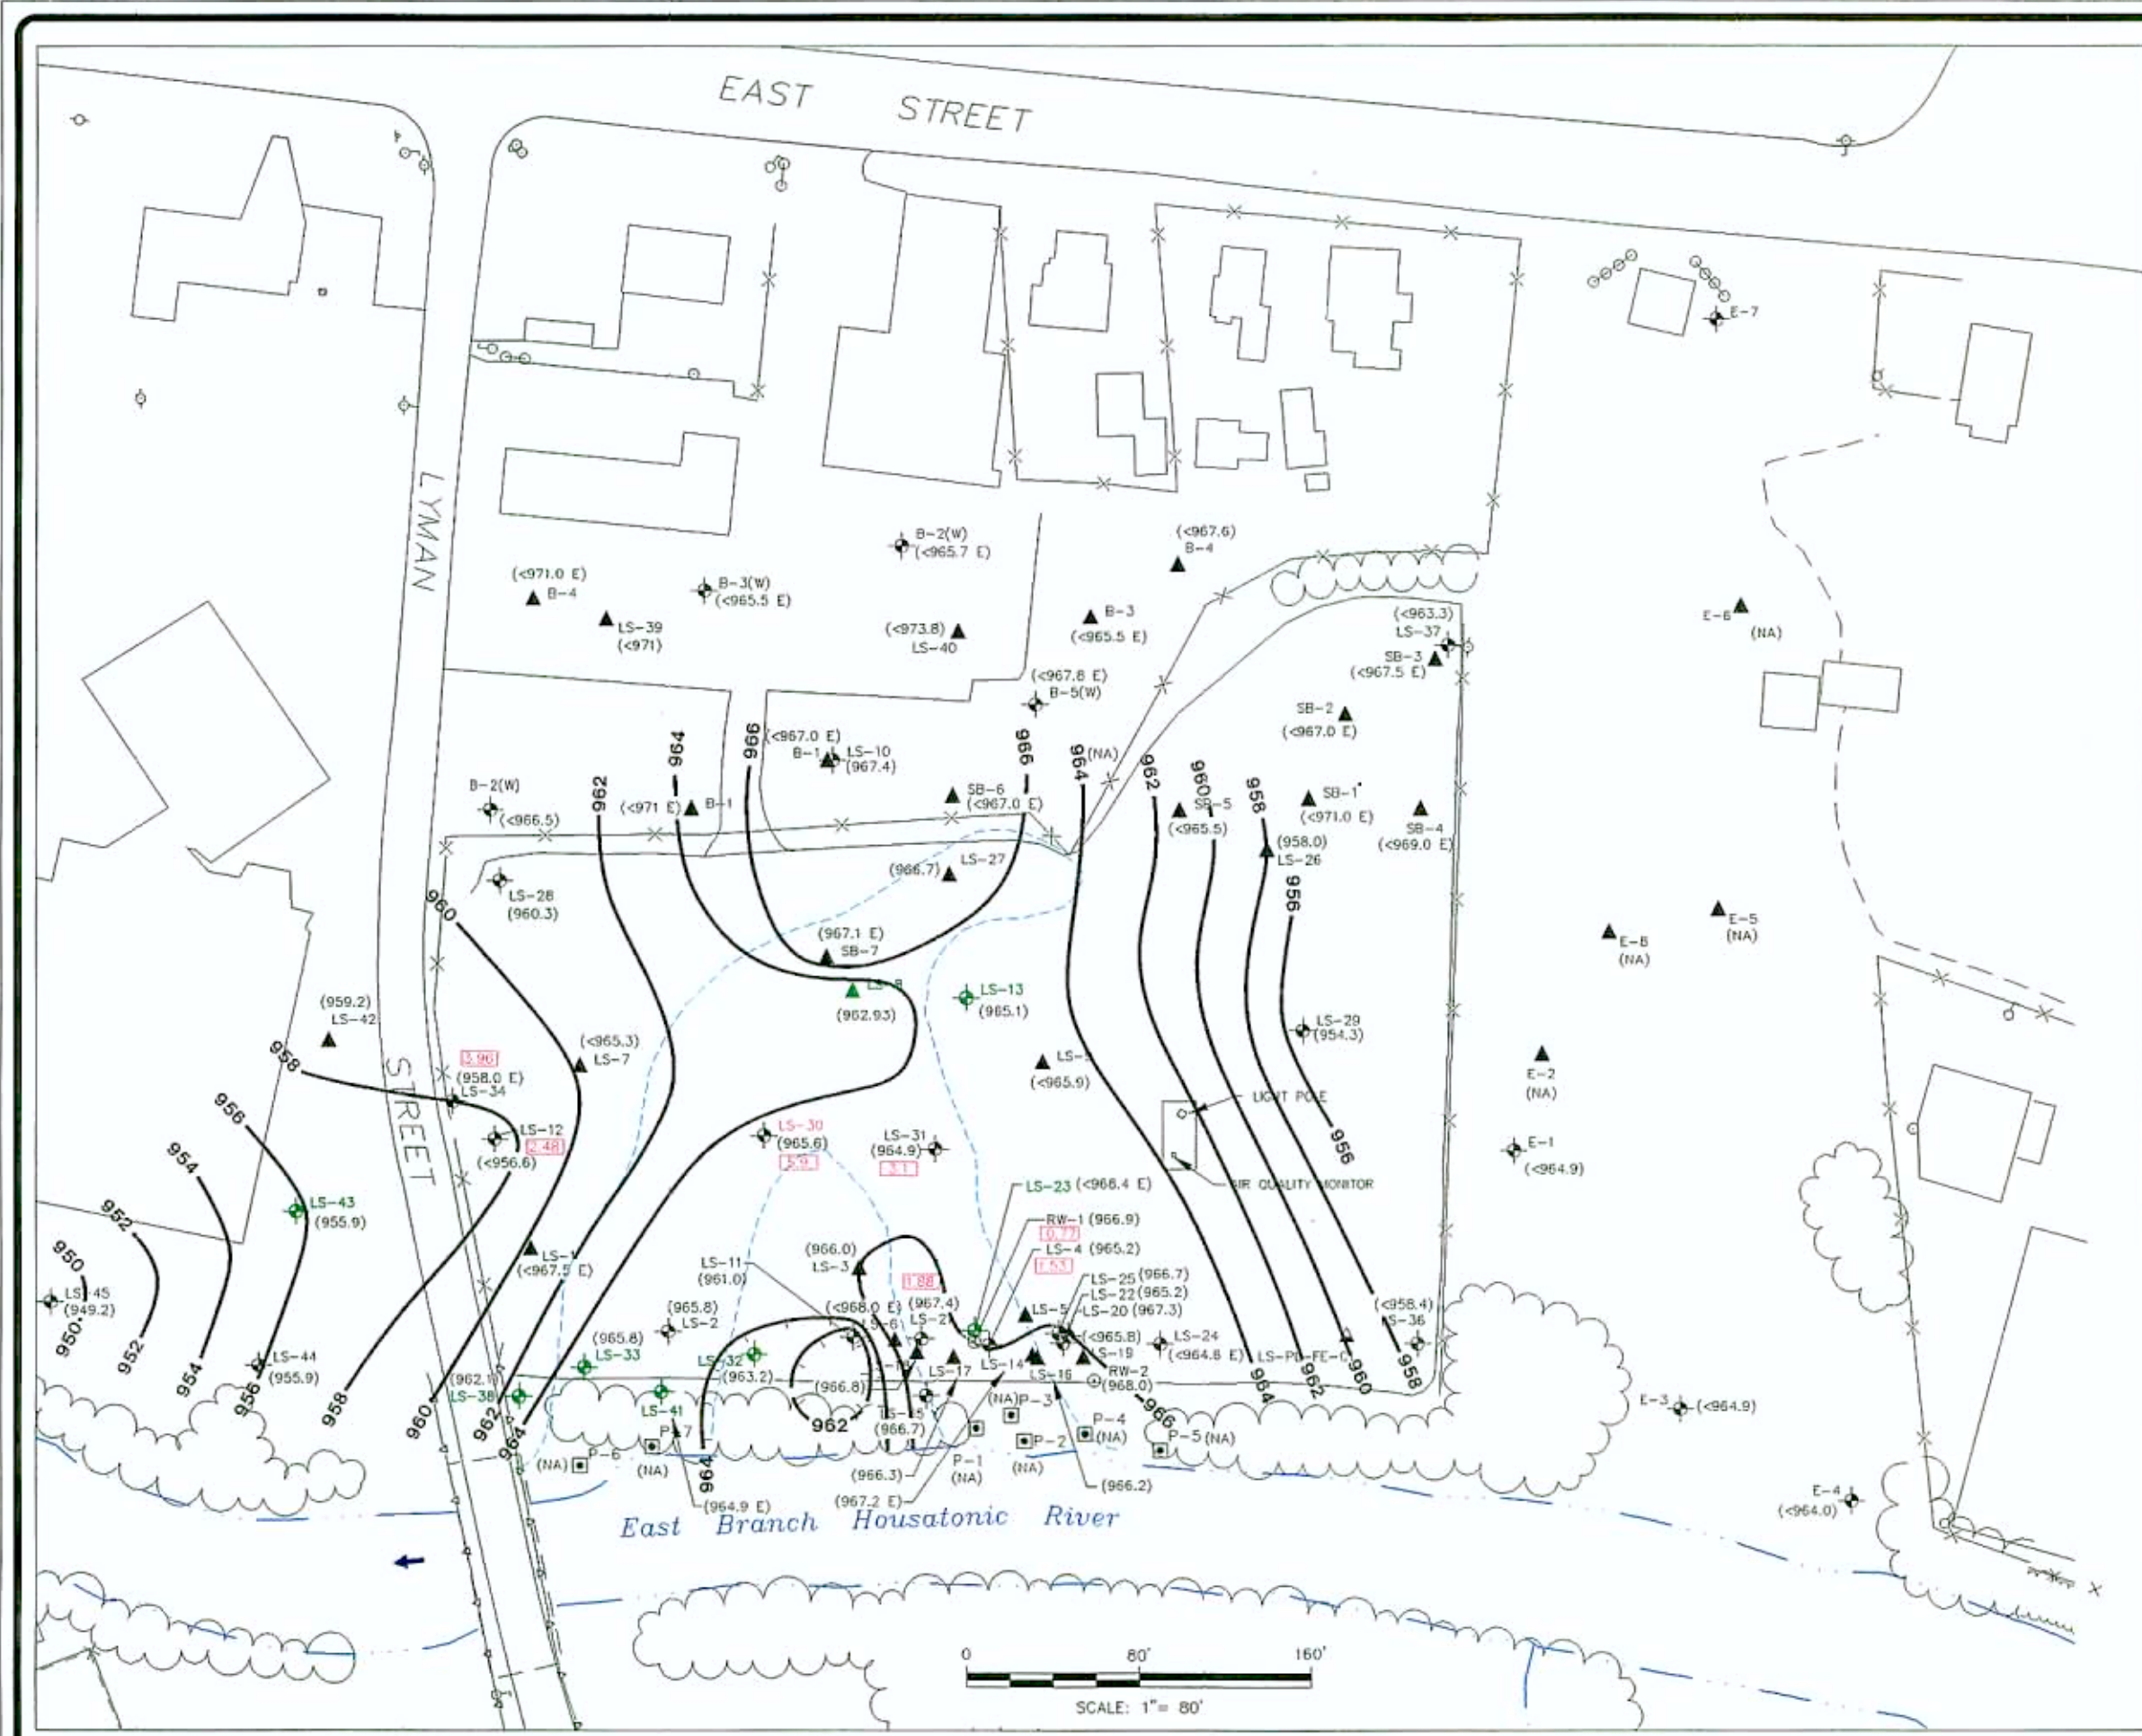 EAST STREET
E-7
LYMAN
STREET
B-2(W)
(<965.7 E)
(<967.6)
B-4
(<971.0 E)
B-4
B-3(W)
(<965.5 E)
LS-39
(<971)
(<973.8)
LS-40
B-3
(<965.5 E)
(<963.3)
LS-37
SB-3
(<967.5 E)
E-6
(NA)
(<967.8 E)
B-5(W)
SB-2
(<967.0 E)
964
966
(<967.0 E)
B-1
LS-10
(967.4)
966
964
(NA)
962
960
958
962
B-2(W)
(<966.5)
(<971 E)
B-1
SB-6
(<967.0 E)
SB-5
(<965.5)
SB-1
(<971.0 E)
SB-4
(<969.0 E)
(958.0)
LS-26
956
LS-27
(966.7)
LS-28
(960.3)
960
(967.1 E)
SB-7
E-5
(NA)
(NA)
(962.93)
LS-13
(965.1)
LS-29
(954.3)
(959.2)
LS-42
958
(<965.3)
LS-7
(<965.9)
E-2
(NA)
3.96
(958.0 E)
LS-34
LIGHT POLE
956
LS-12
2.48
(<956.6)
LS-30
(965.6)
LS-31
(964.9)
3.1
956
E-1
(<964.9)
954
AIR QUALITY MONITOR
LS-23 (<966.4 E)
LS-43
(955.9)
952
RW-1 (966.9)
0.77
LS-4 (965.2)
1.53
950
LS-1
(<967.5 E)
LS-11
(961.0)
(966.0)
LS-3
1.88
LS-25 (966.7)
LS-22 (965.2)
LS-20 (967.3)
LS-45
(949.2)
950
952
954
956
958
960
962
964
(965.8)
LS-2
(<968.0 E)
LS-6
(967.4)
LS-21
LS-5
(<965.8)
LS-19
LS-24
(<964.6 E)
(<958.4)
LS-36
LS-44
(955.9)
(965.8)
LS-33
LS-32
(963.2)
(962.1)
LS-38
LS-41
LS-17
LS-14
LS-16
RW-2
(968.0)
(966.8)
(966.7)
962
964
966
964
962
960
958
(NA) P-3
P-4
(NA)
P-5 (NA)
P-2
(NA)
P-1
(NA)
P-7
(NA)
(NA) P-6
(966.3)
(967.2 E)
(966.2)
(964.9 E)
E-3
(<964.9)
E-4
(<964.0)
East Branch Housatonic River
0 80' 160'
SCALE: 1"= 80'